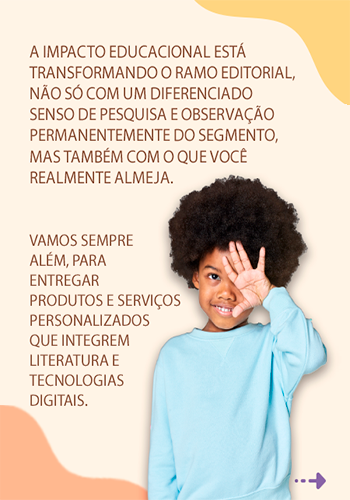 A IMPACTO EDUCACIONAL ESTÁ
TRANSFORMANDO O RAMO EDITORIAL,
NÃO SÓ COM UM DIFERENCIADO
SENSO DE PESQUISA E OBSERVAÇÃO
PERMANENTEMENTE DO SEGMENTO,
MAS TAMBÉM COM O QUE VOCÊ
REALMENTE ALMEJA.
VAMOS SEMPRE
ALÉM, PARA
ENTREGAR
PRODUTOS E SERVIÇOS
PERSONALIZADOS
QUE INTEGREM
LITERATURA E
TECNOLOGIAS
DIGITAIS.